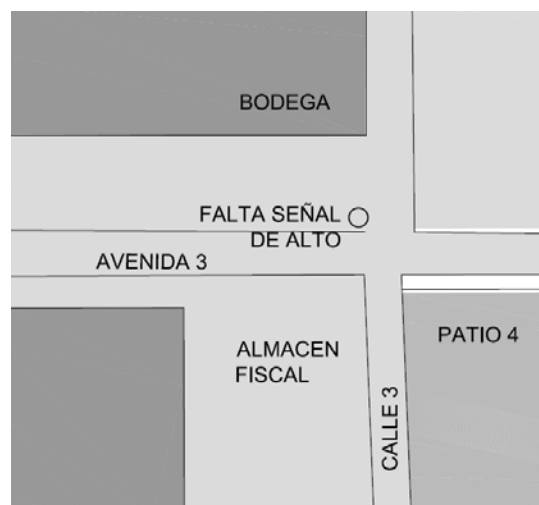 BODEGA
FALTA SEÑAL
DE ALTO
AVENIDA 3
ALMACEN
FISCAL
PATIO 4
CALLE 3